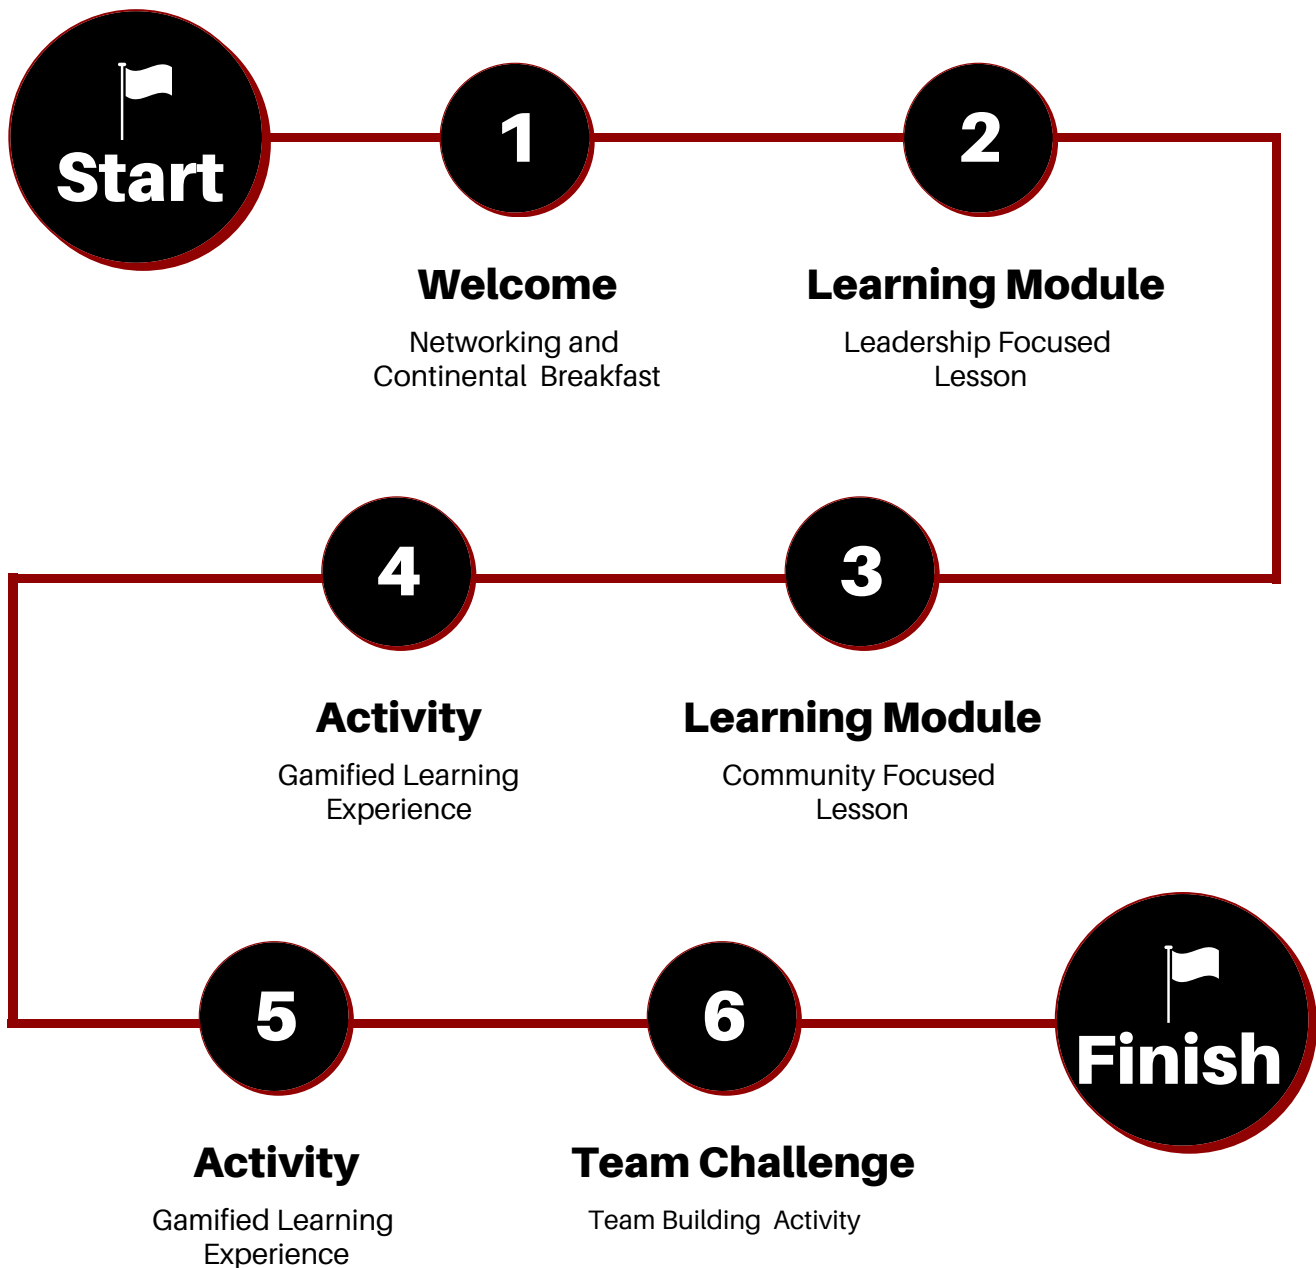 Start
1
2
Welcome
Networking and
Continental Breakfast
Learning Module
Leadership Focused
Lesson
3
4
Learning Module
Community Focused
Lesson
Activity
Gamified Learning
Experience
5
6
Finish
Activity
Gamified Learning
Experience
Team Challenge
Team Building Activity